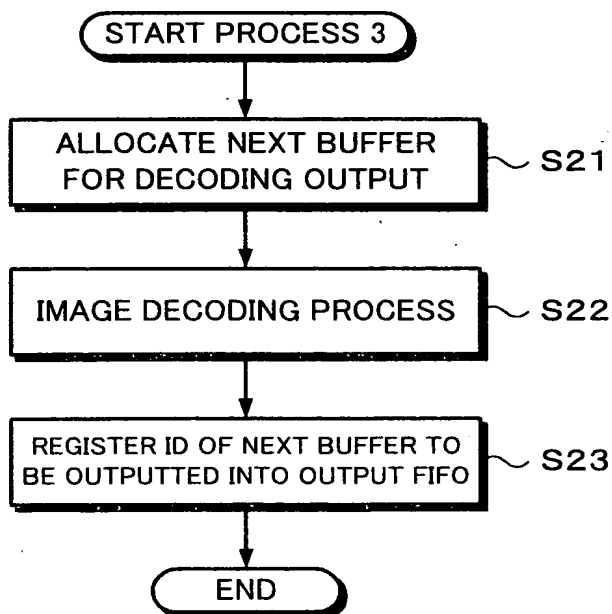 START PROCESS 3
ALLOCATE NEXT BUFFER
FOR DECODING OUTPUT
S21
IMAGE DECODING PROCESS
S22
REGISTER ID OF NEXT BUFFER TO
BE OUTPUTTED INTO OUTPUT FIFO
S23
END